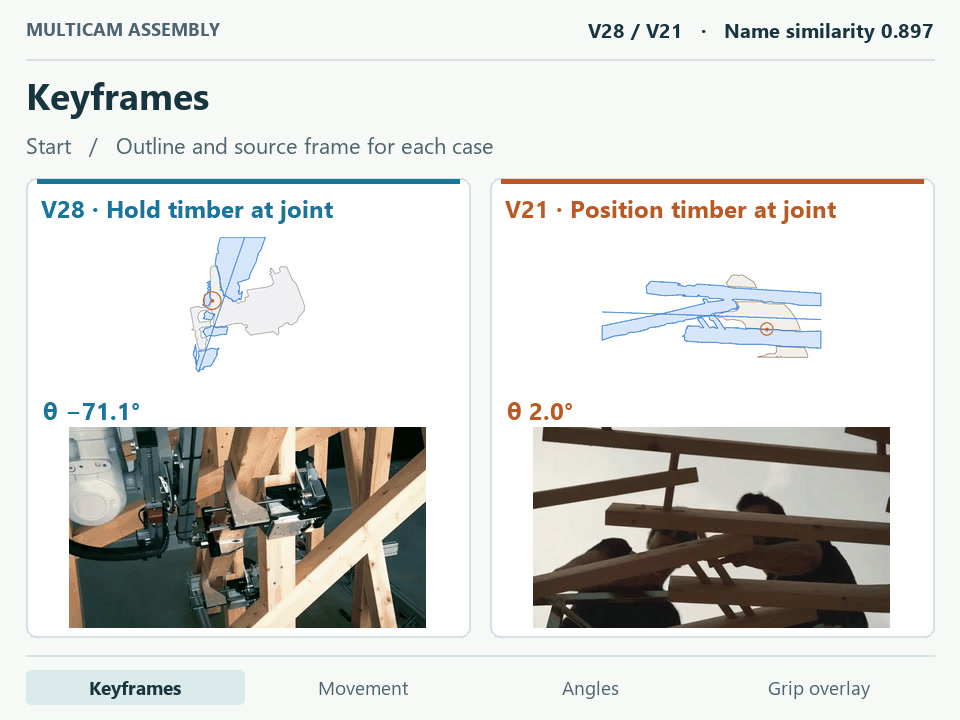 MULTICAM ASSEMBLY
V28 / V21 · Name similarity 0.897
Keyframes
Start / Outline and source frame for each case
V28 · Hold timber at joint
V21 · Position timber at joint
θ −71.1°
θ 2.0°
Keyframes
Movement
Angles
Grip overlay